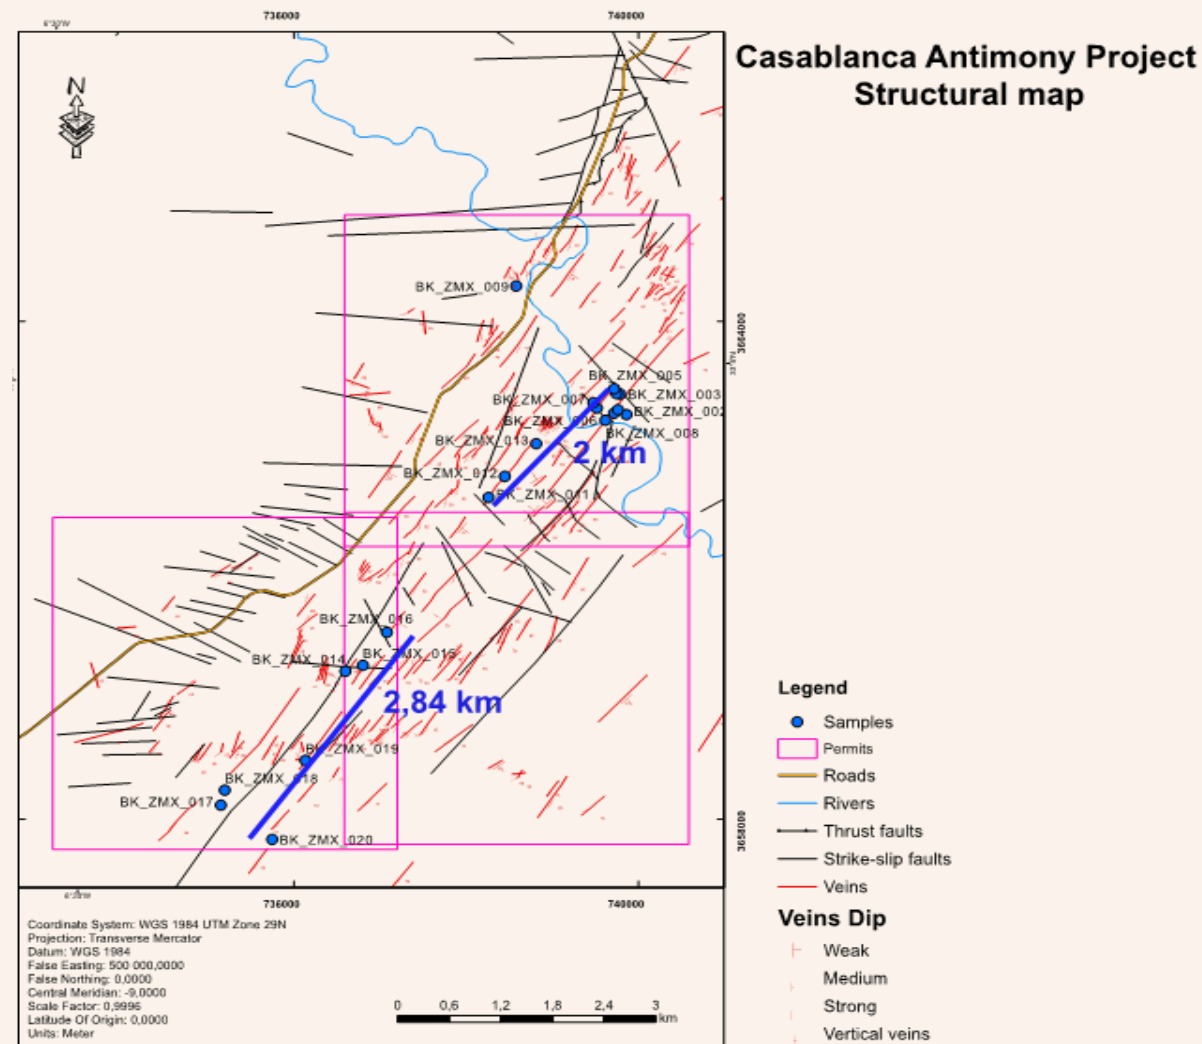 736000
740000
Casablanca Antimony Project
Structural map
N
BK_ZMX_009
3664000
BK_ZMX_005
BK_ZMX_007
BK_ZMX_003
BK_ZMX_002
BK_ZMX_006
BK_ZMX_008
BK_ZMX_013
2 km
BK_ZMX_012
BK_ZMX_011
BK_ZMX_016
BK_ZMX_014
BK_ZMX_015
2,84 km
BK_ZMX_019
BK_ZMX_018
BK_ZMX_017
BK_ZMX_020
3658000
736000
740000
Legend
Samples
Permits
Roads
Rivers
Thrust faults
Strike-slip faults
Veins
Veins Dip
Weak
Medium
Strong
Vertical veins
Coordinate System: WGS 1984 UTM Zone 29N
Projection: Transverse Mercator
Datum: WGS 1984
False Easting: 500 000,0000
False Northing: 0,0000
Central Meridian: -9,0000
Scale Factor: 0,9996
Latitude Of Origin: 0,0000
Units: Meter
0 0,6 1,2 1,8 2,4 3
km